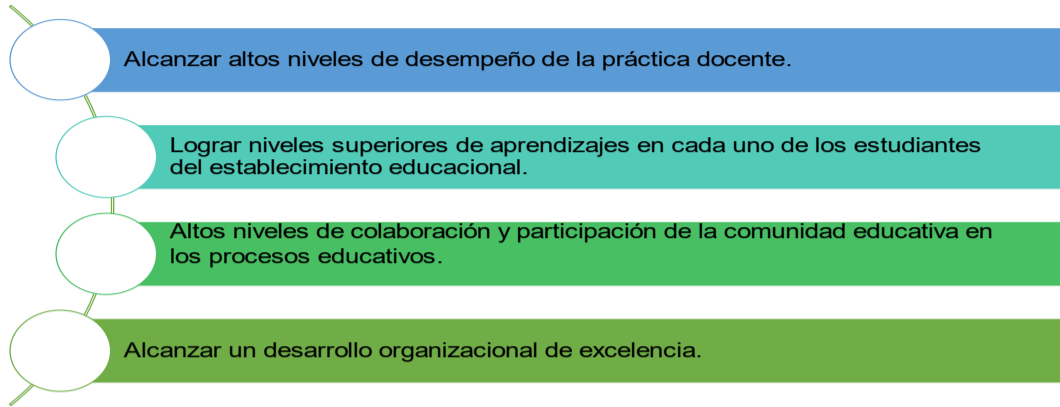 Alcanzar altos niveles de desempeño de la práctica docente.
Lograr niveles superiores de aprendizajes en cada uno de los estudiantes
del establecimiento educacional.
Altos niveles de colaboración y participación de la comunidad educativa en
los procesos educativos.
Alcanzar un desarrollo organizacional de excelencia.